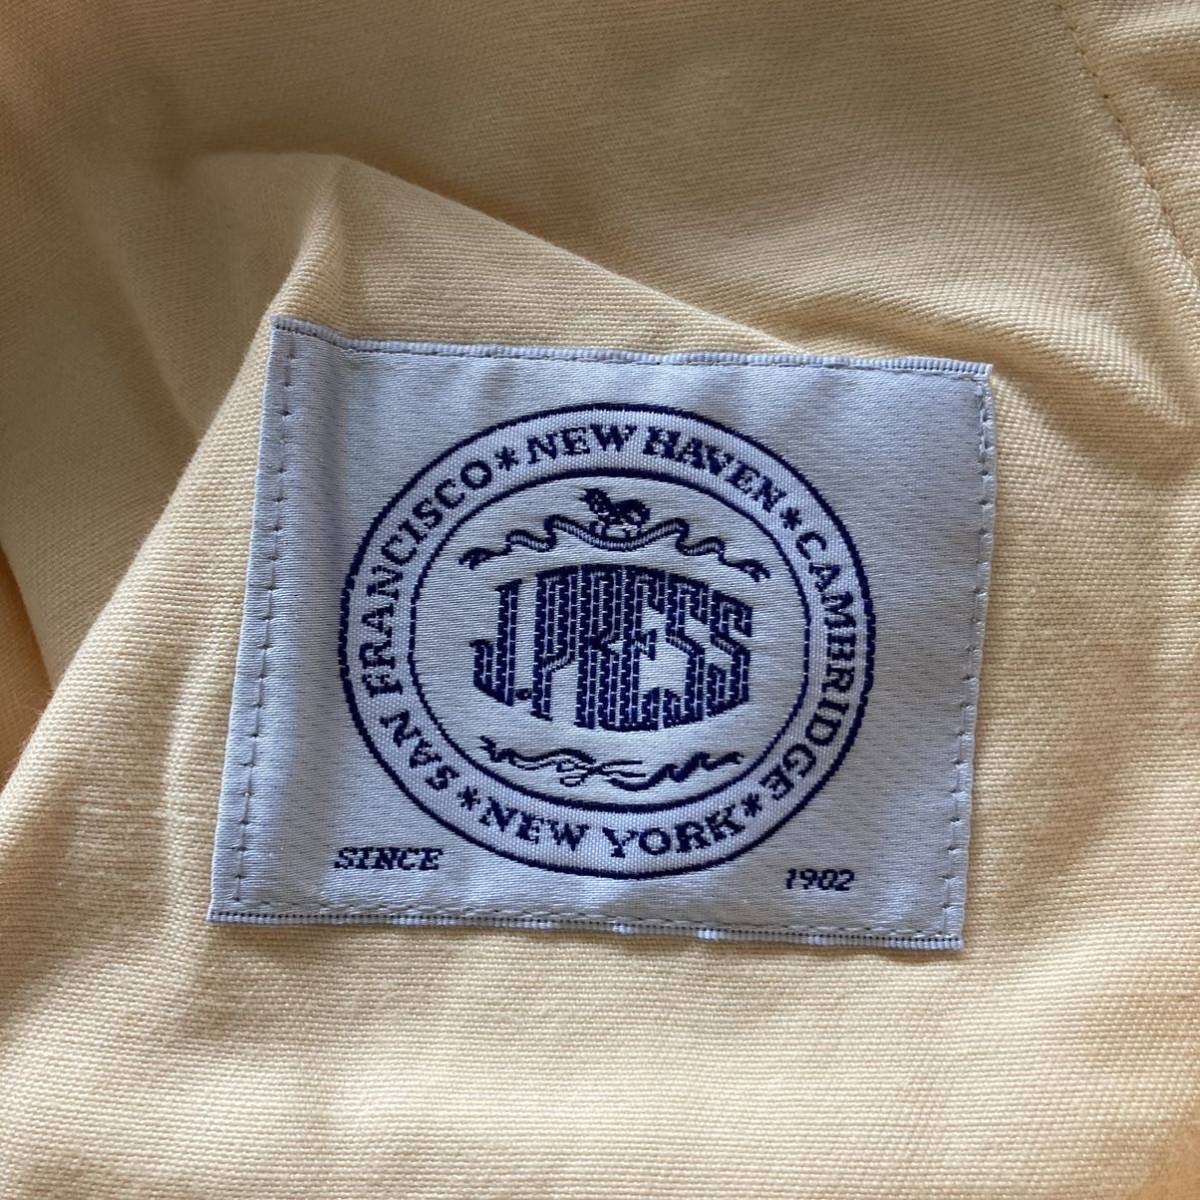 SAN FRANCISCO*NEW HAVEN*CAMBRIDGE*NEW YORK*
J.PRESS
SINCE 1902